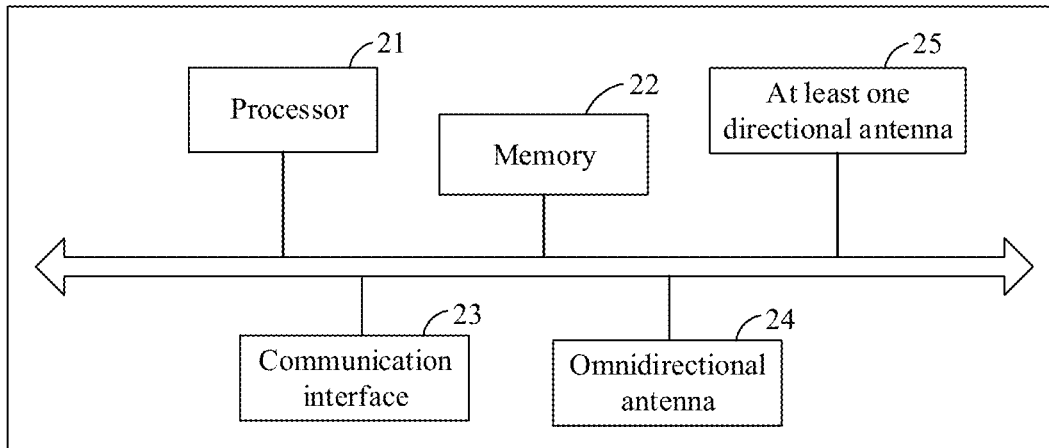 21
Processor
22
Memory
25
At least one
directional antenna
23
Communication
interface
24
Omnidirectional
antenna